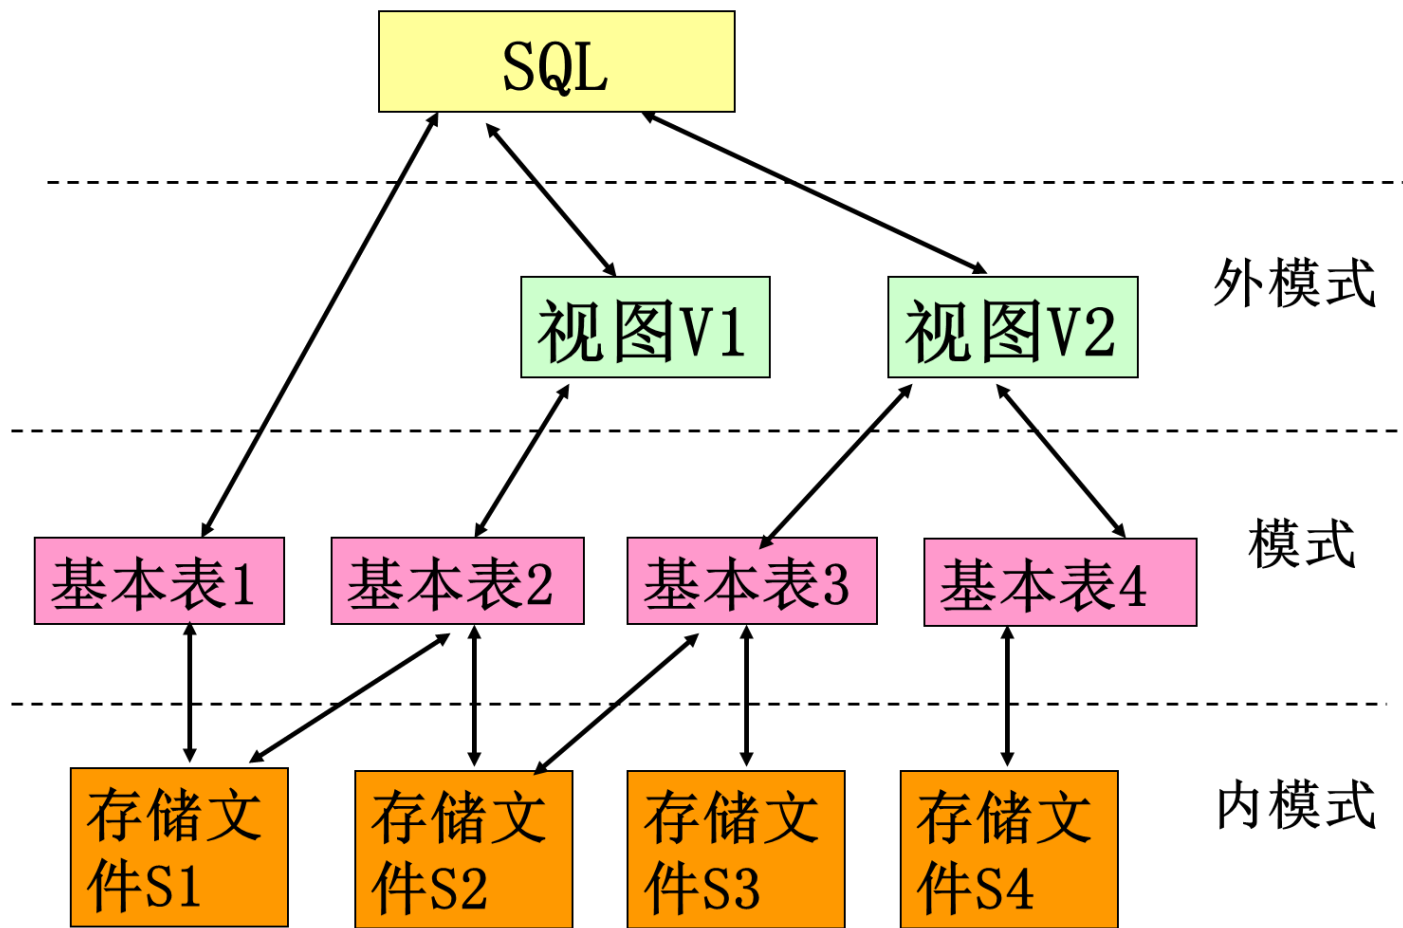 SQL
外模式
视图V1
视图V2
模式
基本表1
基本表2
基本表3
基本表4
内模式
存储文
件S1
存储文
件S2
存储文
件S3
存储文
件S4